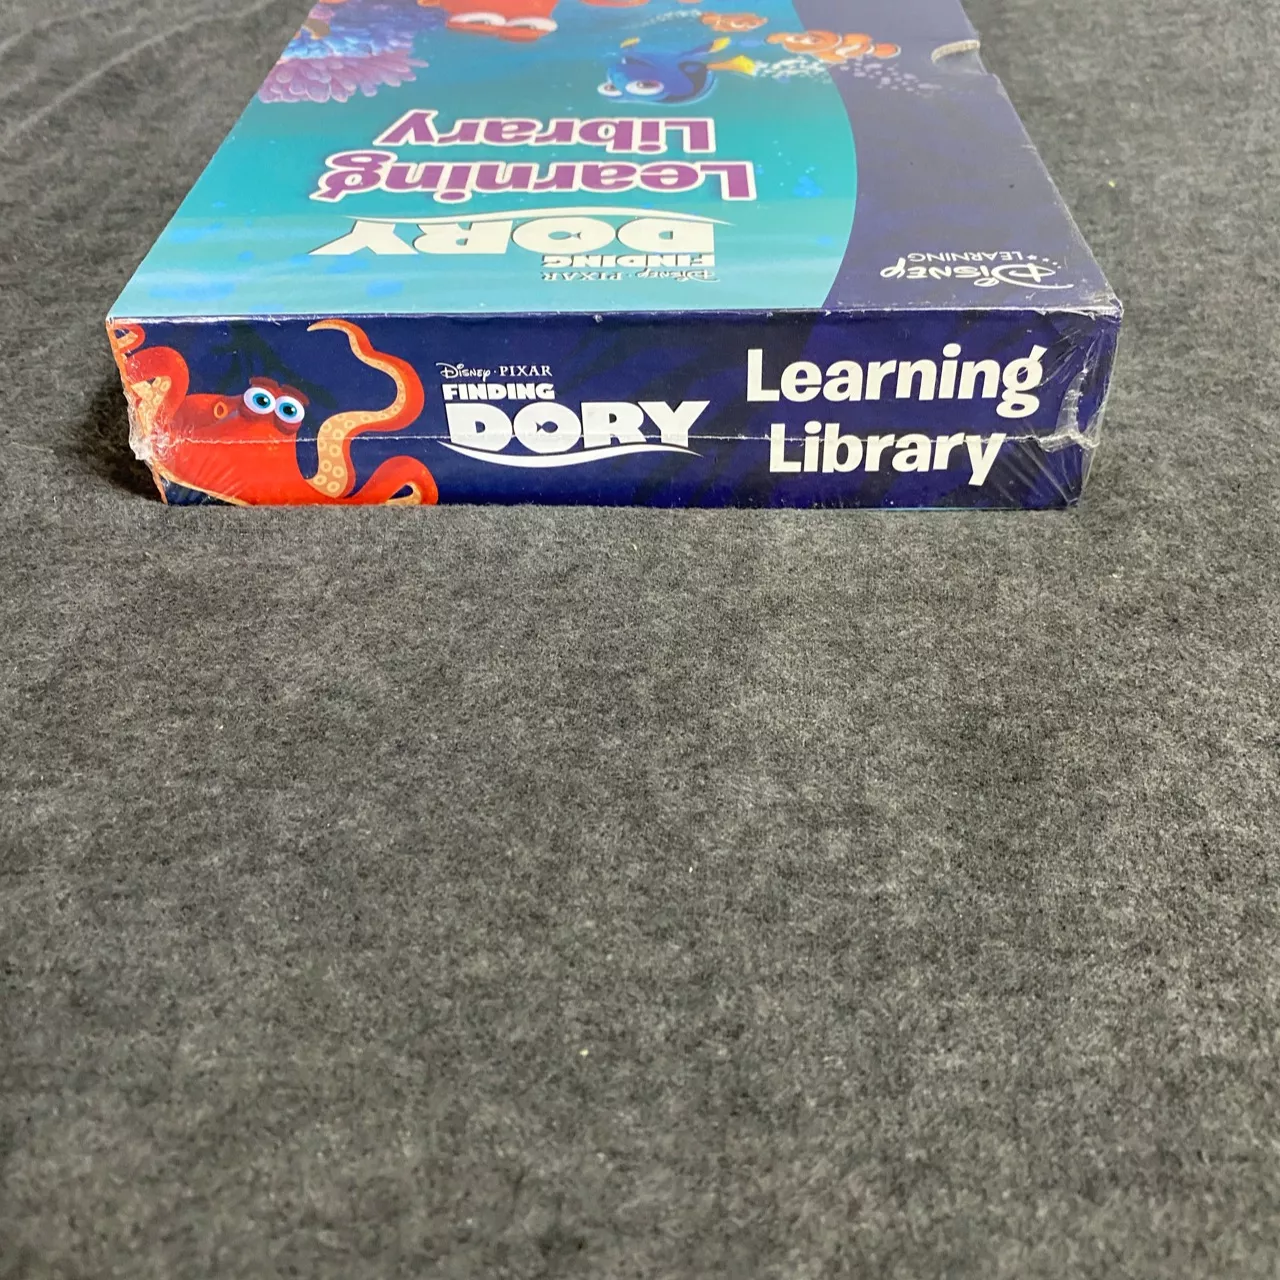 Disney · PIXAR
FINDING
DORY
Learning
Library
Disney
LEARNING
Disney · PIXAR
FINDING
DORY
Learning
Library